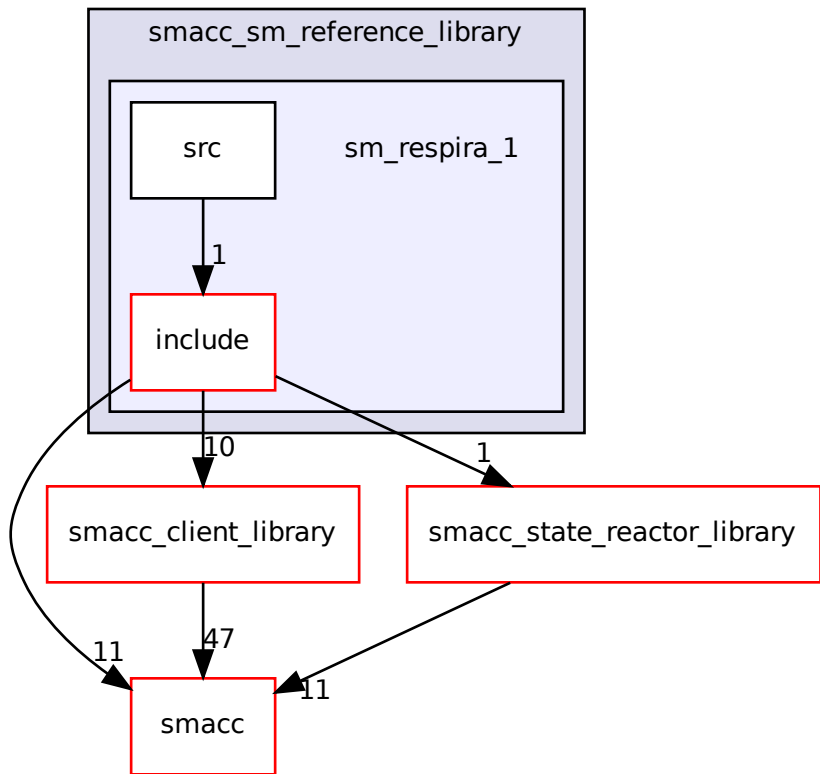 smacc_sm_reference_library
src
sm_respira_1
1
include
10
1
smacc_client_library
smacc_state_reactor_library
47
11
11
smacc